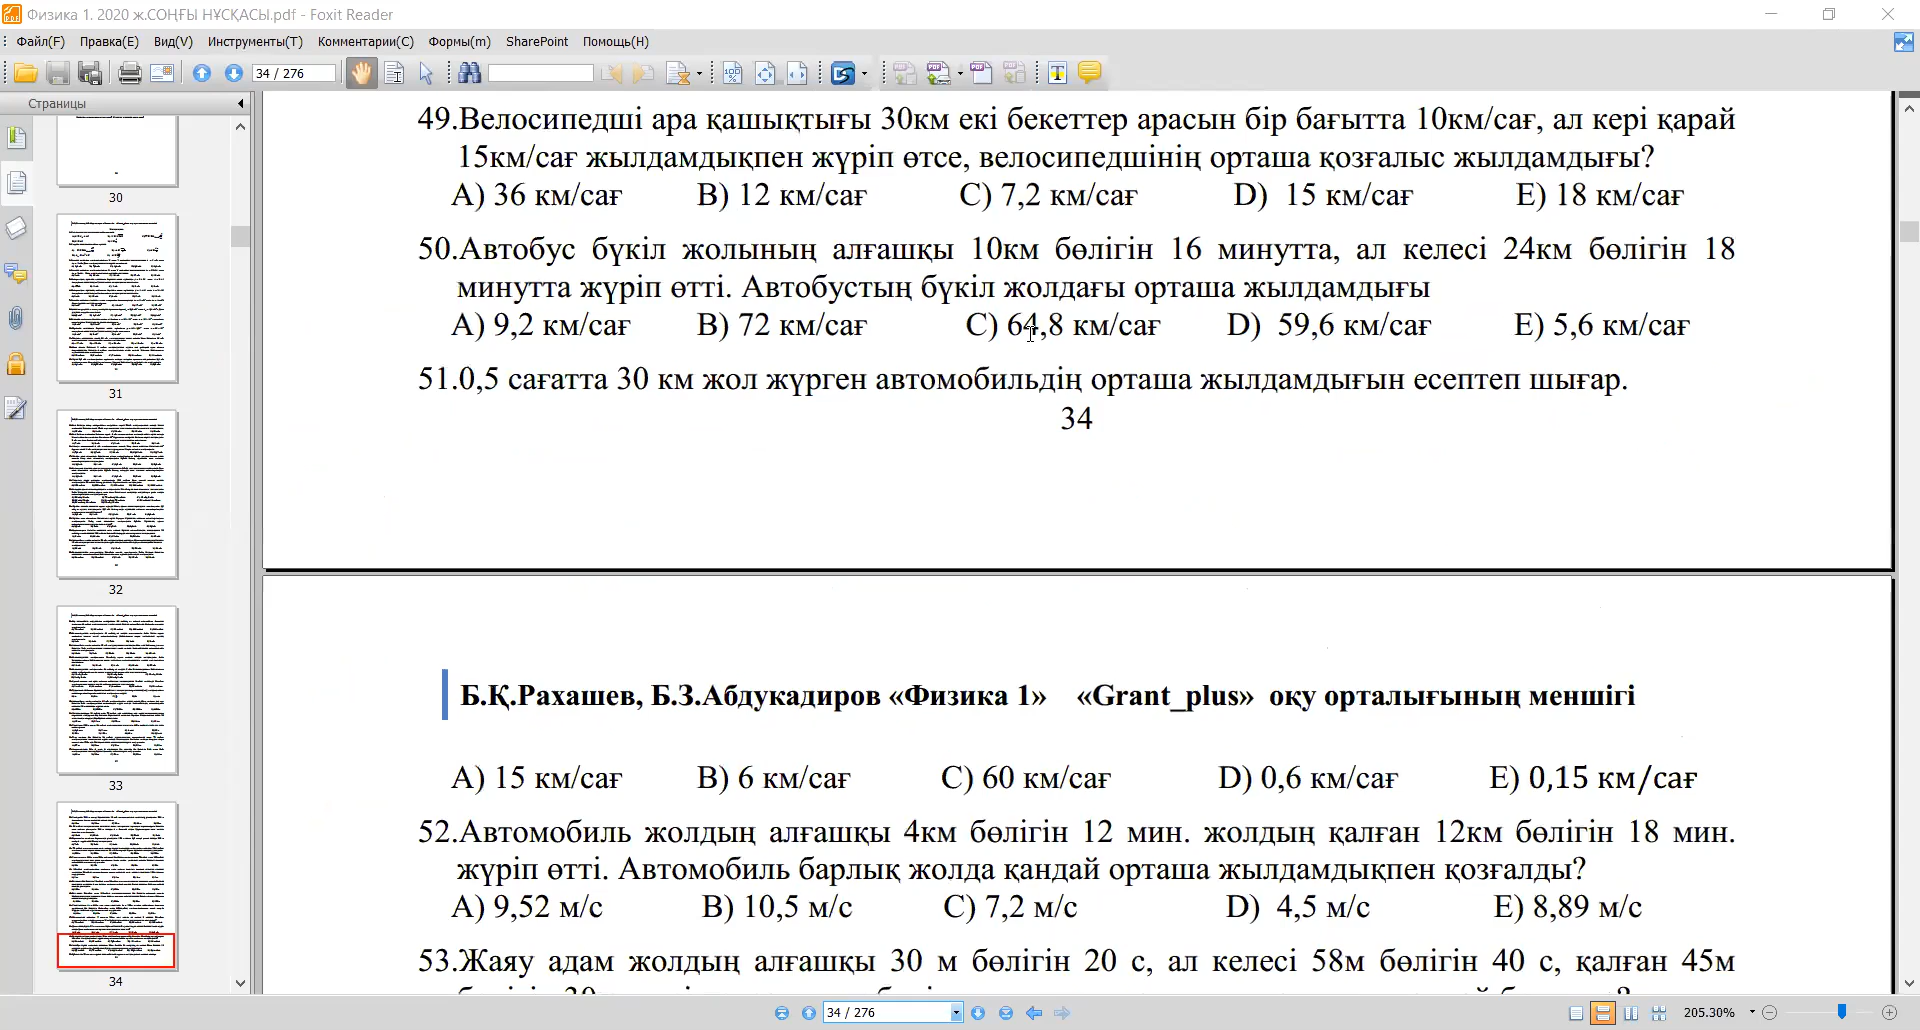 Физика 1. 2020 ж.СОҢҒЫ НҰСҚАСЫ.pdf - Foxit Reader
Файл(F) Правка(E) Вид(V) Инструменты(T) Комментарии(C) Формы(m) SharePoint Помощь(H)
34 / 276
Страницы
30
31
32
33
34
49.Велосипедші ара қашықтығы 30км екі бекеттер арасын бір бағытта 10км/сағ, ал кері қарай
15км/сағ жылдамдықпен жүріп өтсе, велосипедшінің орташа қозғалыс жылдамдығы?
A) 36 км/сағ B) 12 км/сағ C) 7,2 км/сағ D) 15 км/сағ E) 18 км/сағ
50.Автобус бүкіл жолының алғашқы 10км бөлігін 16 минутта, ал келесі 24км бөлігін 18
минутта жүріп өтті. Автобустың бүкіл жолдағы орташа жылдамдығы
A) 9,2 км/сағ B) 72 км/сағ C) 64,8 км/сағ D) 59,6 км/сағ E) 5,6 км/сағ
51.0,5 сағатта 30 км жол жүрген автомобильдің орташа жылдамдығын есептеп шығар.
34
Б.Қ.Рахашев, Б.З.Абдукадиров «Физика 1» «Grant_plus» оқу орталығының меншігі
A) 15 км/сағ B) 6 км/сағ C) 60 км/сағ D) 0,6 км/сағ E) 0,15 км/сағ
52.Автомобиль жолдың алғашқы 4км бөлігін 12 мин. жолдың қалған 12км бөлігін 18 мин.
жүріп өтті. Автомобиль барлық жолда қандай орташа жылдамдықпен қозғалды?
A) 9,52 м/с B) 10,5 м/с C) 7,2 м/с D) 4,5 м/с E) 8,89 м/с
53.Жаяу адам жолдың алғашқы 30 м бөлігін 20 с, ал келесі 58м бөлігін 40 с, қалған 45м
34 / 276
205.30%